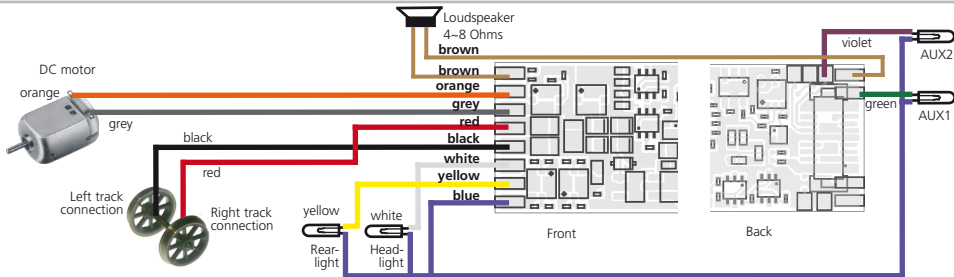 Loudspeaker
4~8 Ohms
brown
violet
AUX2
DC motor
brown
orange
orange
grey
grey
green
AUX1
red
black
black
red
white
yellow
blue
Left track
connection
Right track
connection
yellow
white
Rear-
light
Head-
light
Front
Back